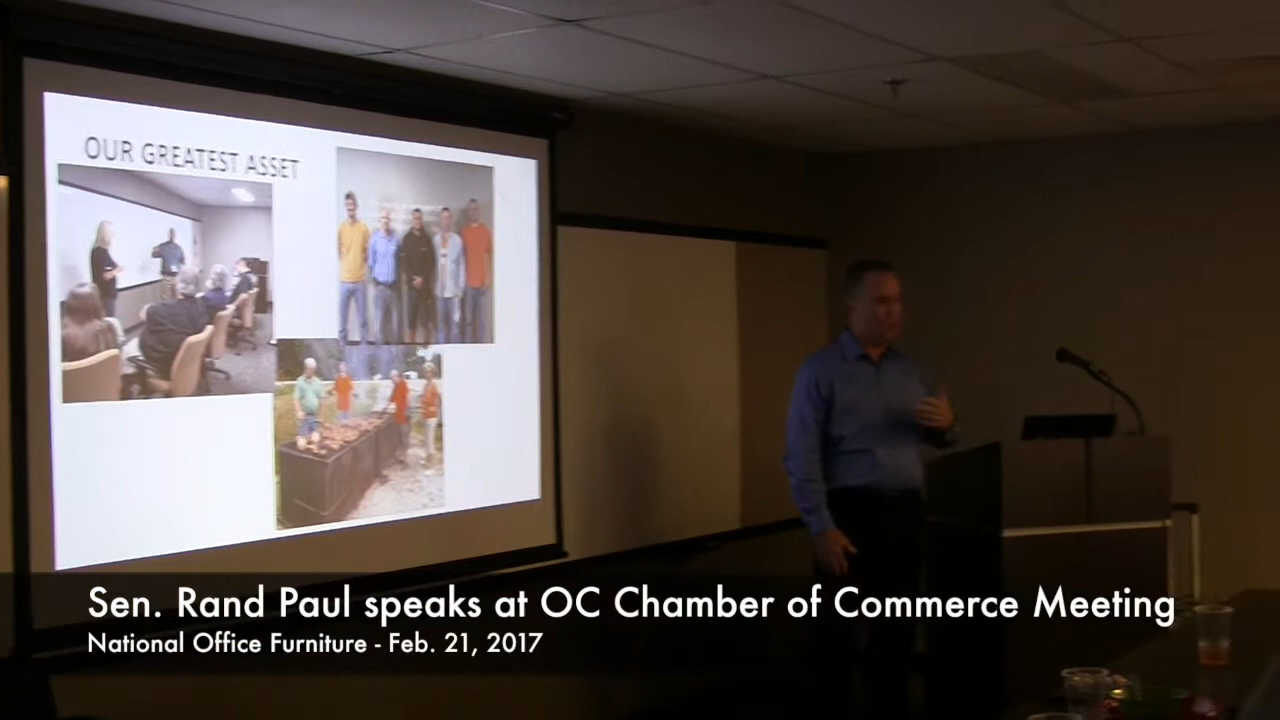 OUR GREATEST ASSET
Sen. Rand Paul speaks at OC Chamber of Commerce Meeting
National Office Furniture - Feb. 21, 2017